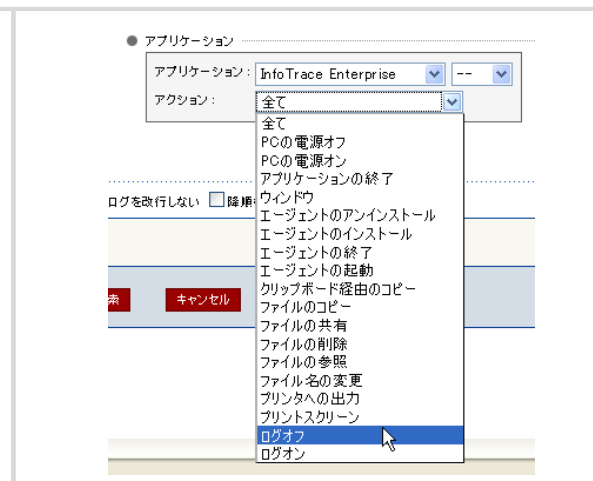 アプリケーション
アプリケーション: InfoTrace Enterprise --
アクション: 全て
全て
PCの電源オフ
PCの電源オン
アプリケーションの終了
ウィンドウ
エージェントのアンインストール
エージェントのインストール
エージェントの終了
エージェントの起動
クリップボード経由のコピー
ファイルのコピー
ファイルの共有
ファイルの削除
ファイルの参照
ファイル名の変更
プリンタへの出力
プリントスクリーン
ログオフ
ログオン
ログを改行しない 降順
索 キャンセル